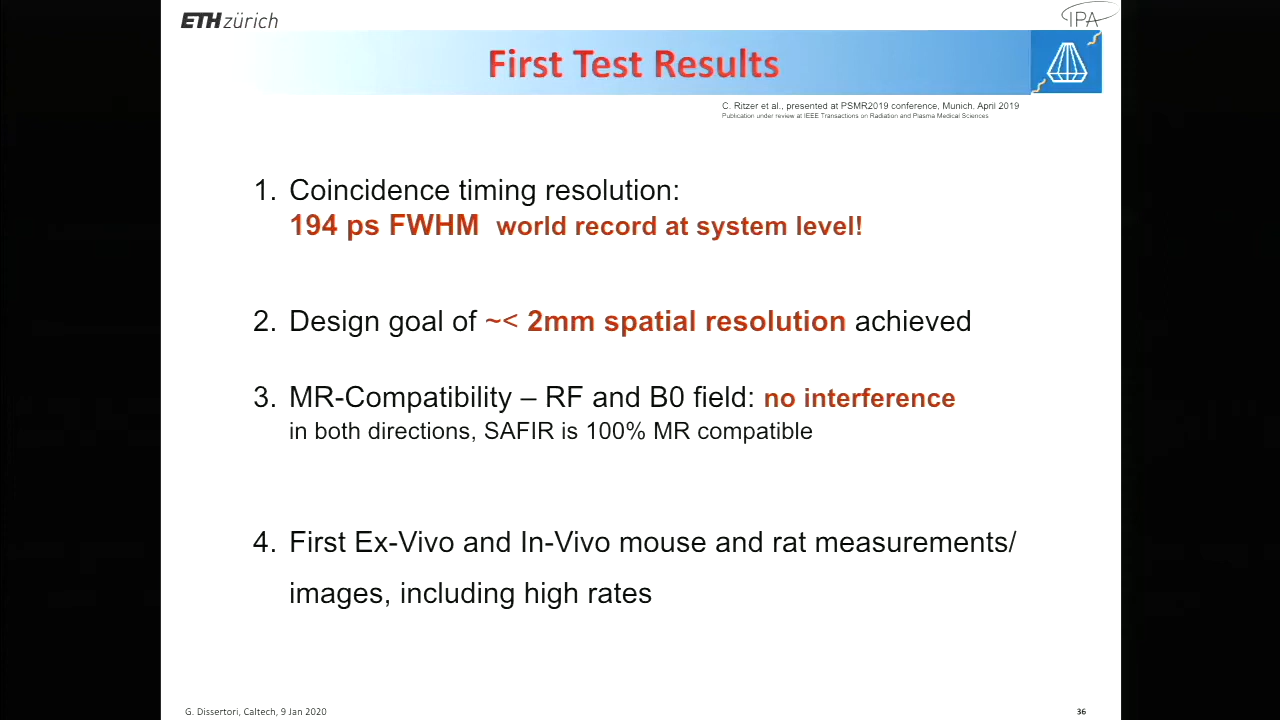 ETH zürich
IPA
First Test Results
C. Ritzer et al., presented at PSMR2019 conference, Munich. April 2019
Publication under review at IEEE Transactions on Radiation and Plasma Medical Sciences
1. Coincidence timing resolution:
194 ps FWHM world record at system level!
2. Design goal of ~< 2mm spatial resolution achieved
3. MR-Compatibility – RF and B0 field: no interference
in both directions, SAFIR is 100% MR compatible
4. First Ex-Vivo and In-Vivo mouse and rat measurements/
images, including high rates
G. Dissertori, Caltech, 9 Jan 2020
36